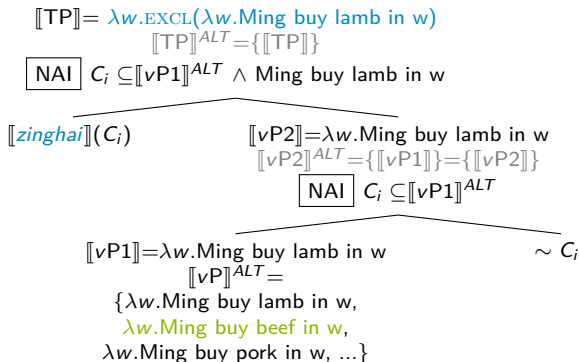 ⟦TP⟧= λw.EXCL(λw.Ming buy lamb in w)
⟦TP⟧^ALT={⟦TP⟧}
NAI C_i ⊆⟦vP1⟧^ALT ∧ Ming buy lamb in w
⟦zinghai⟧(C_i)
⟦vP2⟧=λw.Ming buy lamb in w
⟦vP2⟧^ALT={⟦vP1⟧}={⟦vP2⟧}
NAI C_i ⊆⟦vP1⟧^ALT
⟦vP1⟧=λw.Ming buy lamb in w
∼ C_i
⟦vP⟧^ALT=
{λw.Ming buy lamb in w,
λw.Ming buy beef in w,
λw.Ming buy pork in w, ...}